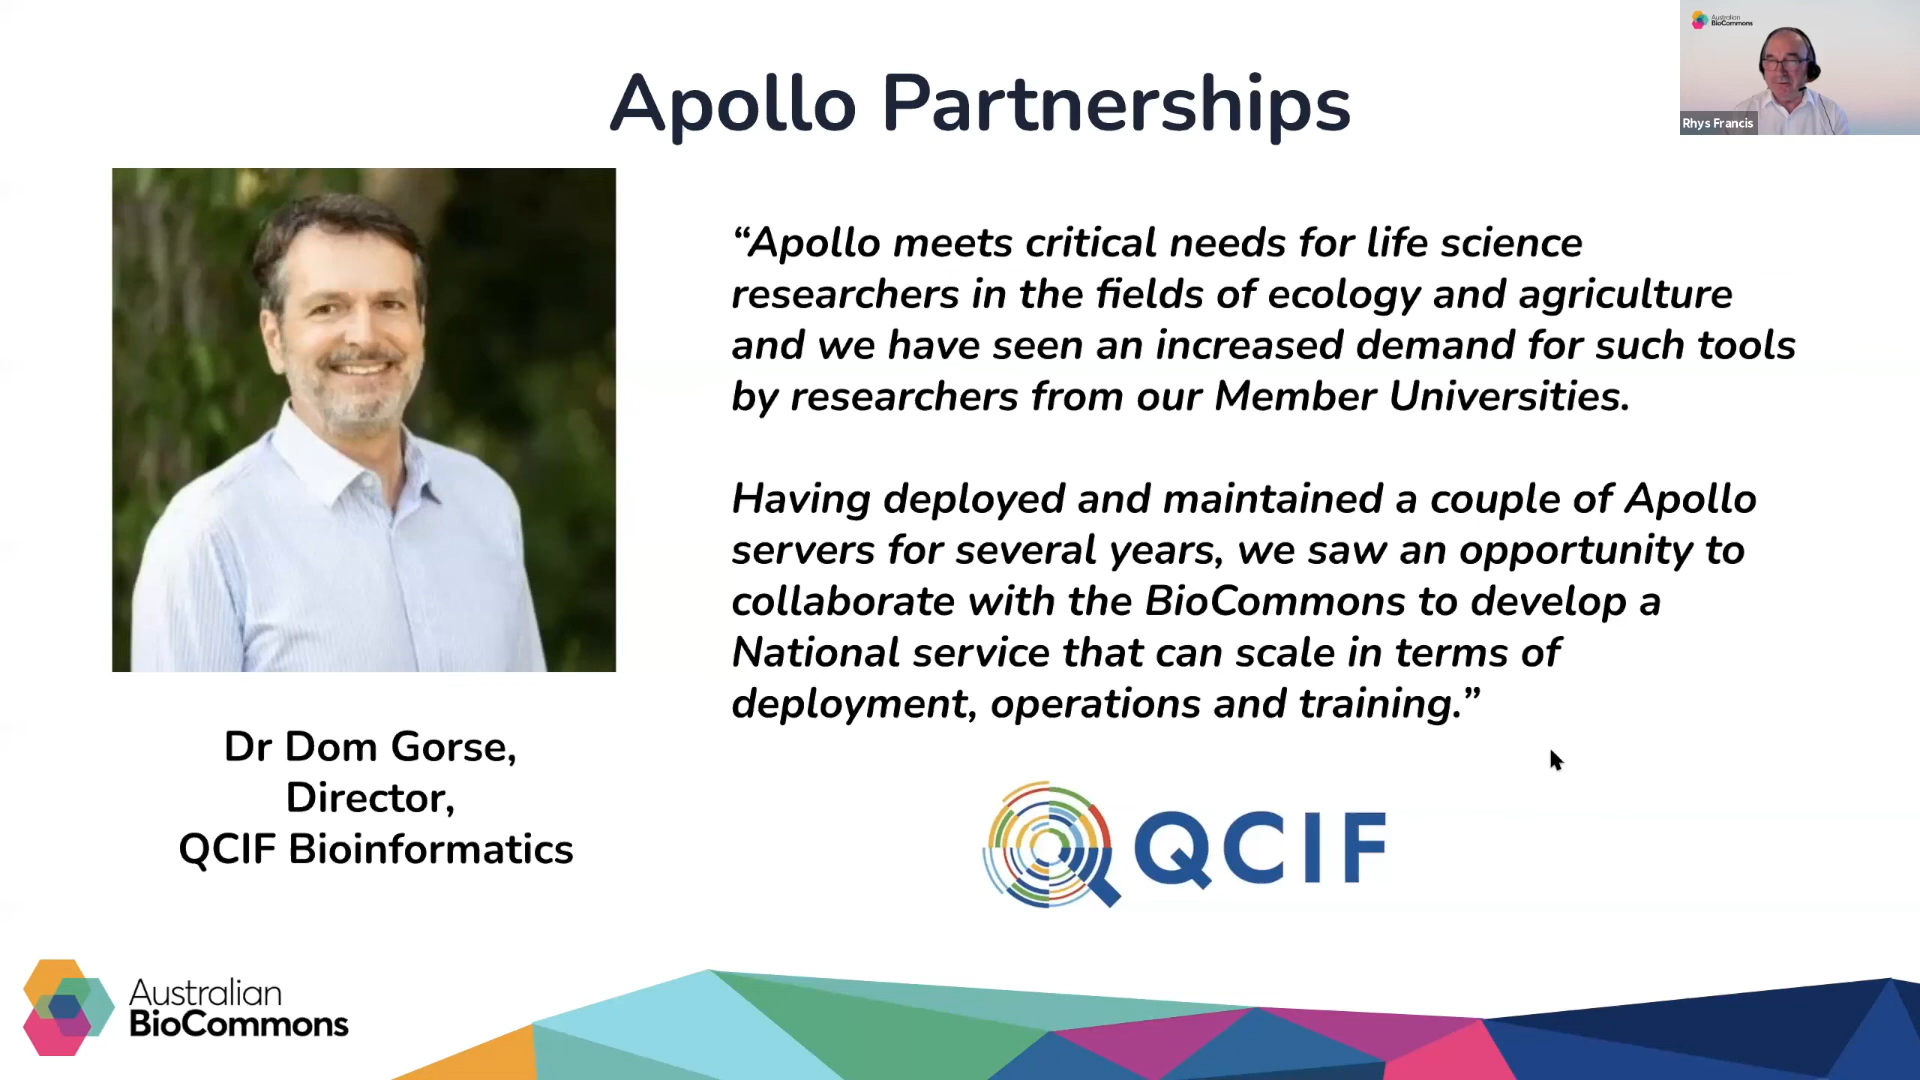 Apollo Partnerships
Australian
BioCommons
Rhys Francis
“Apollo meets critical needs for life science
researchers in the fields of ecology and agriculture
and we have seen an increased demand for such tools
by researchers from our Member Universities.
Having deployed and maintained a couple of Apollo
servers for several years, we saw an opportunity to
collaborate with the BioCommons to develop a
National service that can scale in terms of
deployment, operations and training.”
Dr Dom Gorse,
Director,
QCIF Bioinformatics
QCIF
Australian
BioCommons